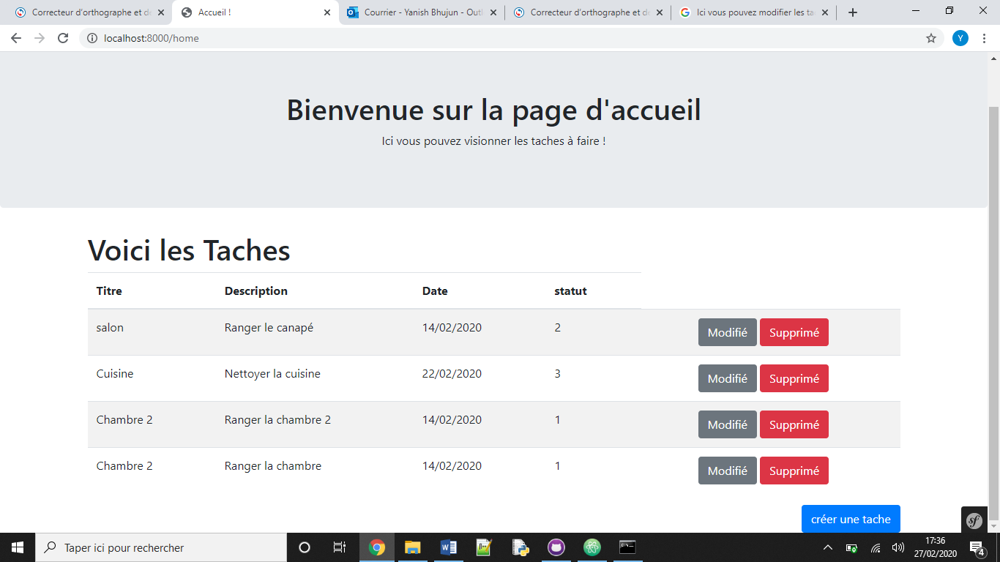 Correcteur d'orthographe et de
Accueil !
Courrier - Yanish Bhujun - Outl
Correcteur d'orthographe et de
Ici vous pouvez modifier les ta
localhost:8000/home
Y
Bienvenue sur la page d'accueil
Ici vous pouvez visionner les taches à faire !
Voici les Taches
Titre Description Date statut
salon Ranger le canapé 14/02/2020 2 Modifié Supprimé
Cuisine Nettoyer la cuisine 22/02/2020 3 Modifié Supprimé
Chambre 2 Ranger la chambre 2 14/02/2020 1 Modifié Supprimé
Chambre 2 Ranger la chambre 14/02/2020 1 Modifié Supprimé
créer une tache
sf
Taper ici pour rechercher
17:36
27/02/2020
4